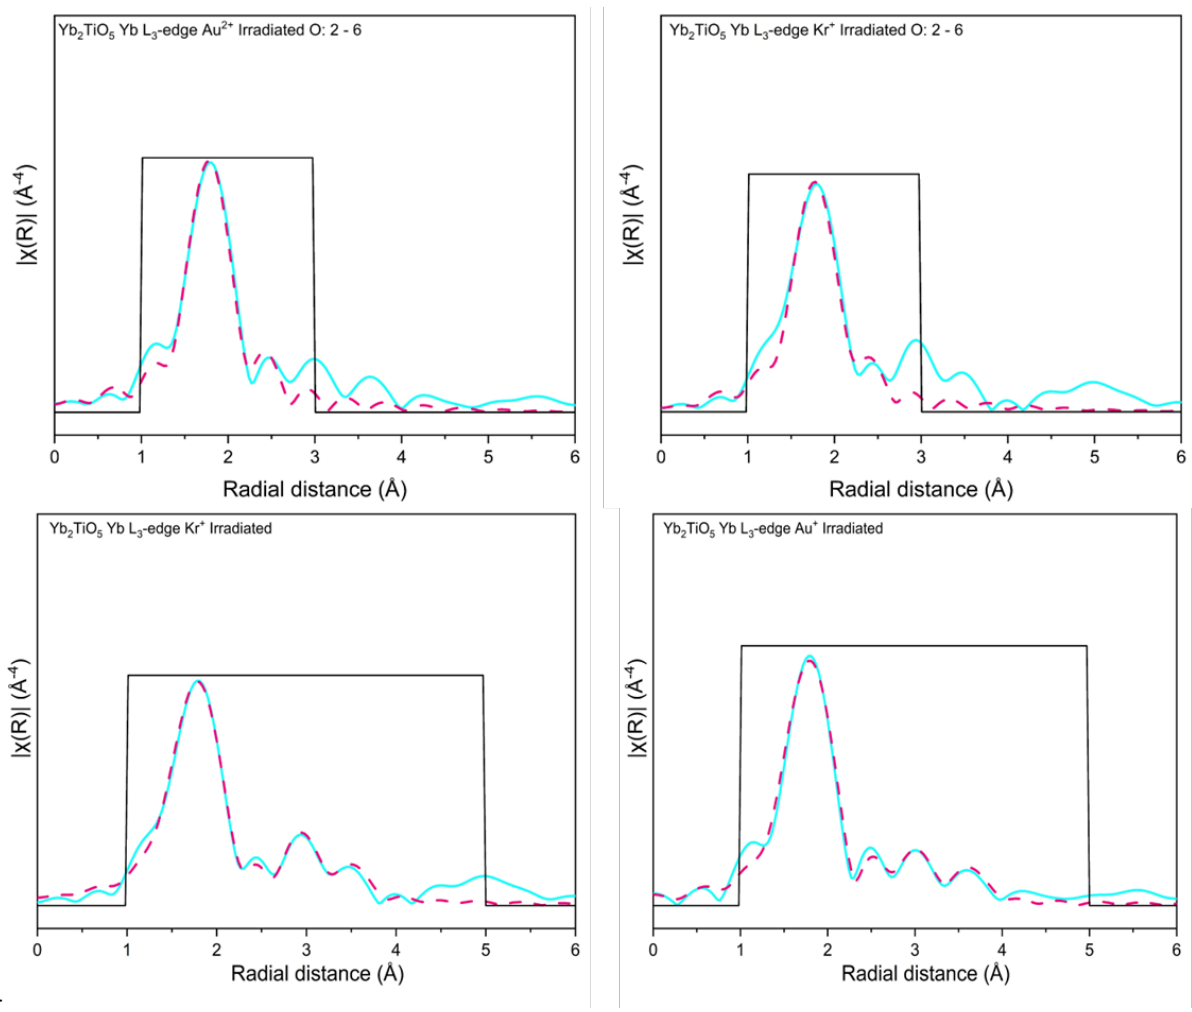 Yb₂TiO₅ Yb L₃-edge Au²⁺ Irradiated O: 2 - 6
|χ(R)| (Å⁻⁴)
0 1 2 3 4 5 6
Radial distance (Å)
Yb₂TiO₅ Yb L₃-edge Kr⁺ Irradiated O: 2 - 6
|χ(R)| (Å⁻⁴)
0 1 2 3 4 5 6
Radial distance (Å)
Yb₂TiO₅ Yb L₃-edge Kr⁺ Irradiated
|χ(R)| (Å⁻⁴)
0 1 2 3 4 5 6
Radial distance (Å)
Yb₂TiO₅ Yb L₃-edge Au⁺ Irradiated
|χ(R)| (Å⁻⁴)
0 1 2 3 4 5 6
Radial distance (Å)